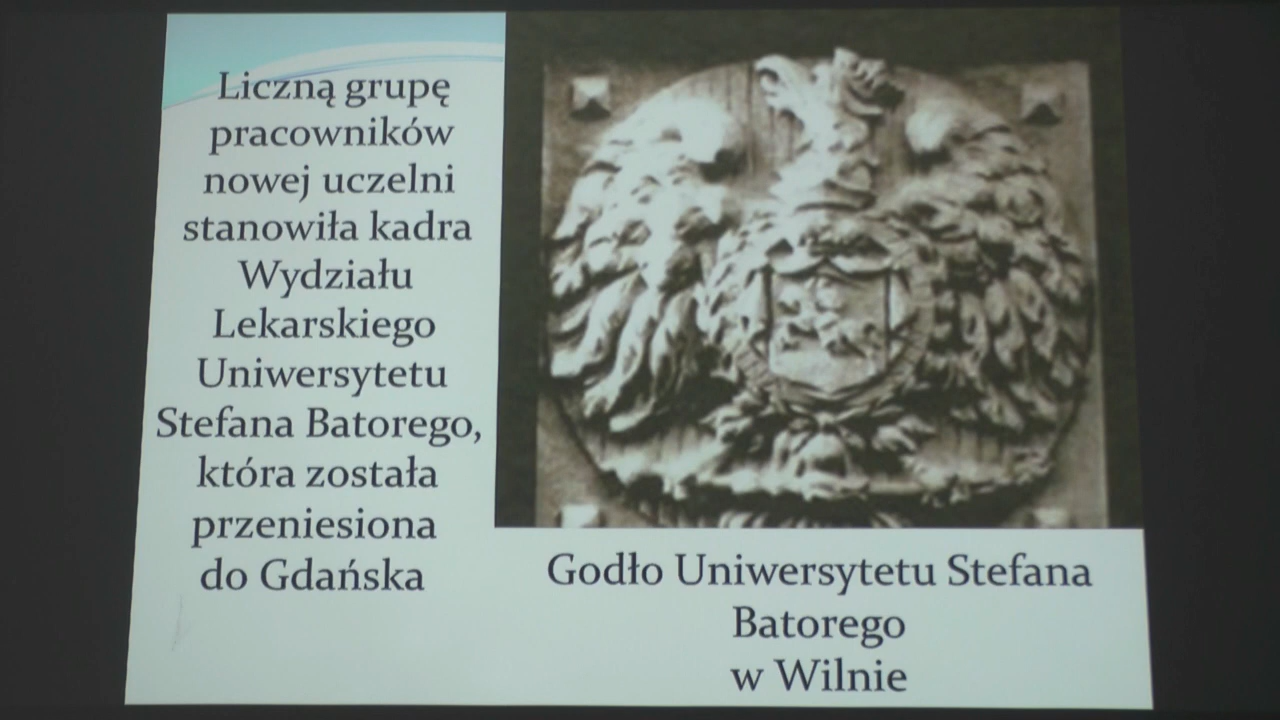 Liczną grupę
pracowników
nowej uczelni
stanowiła kadra
Wydziału
Lekarskiego
Uniwersytetu
Stefana Batorego,
która została
przeniesiona
do Gdańska
Godło Uniwersytetu Stefana
Batorego
w Wilnie